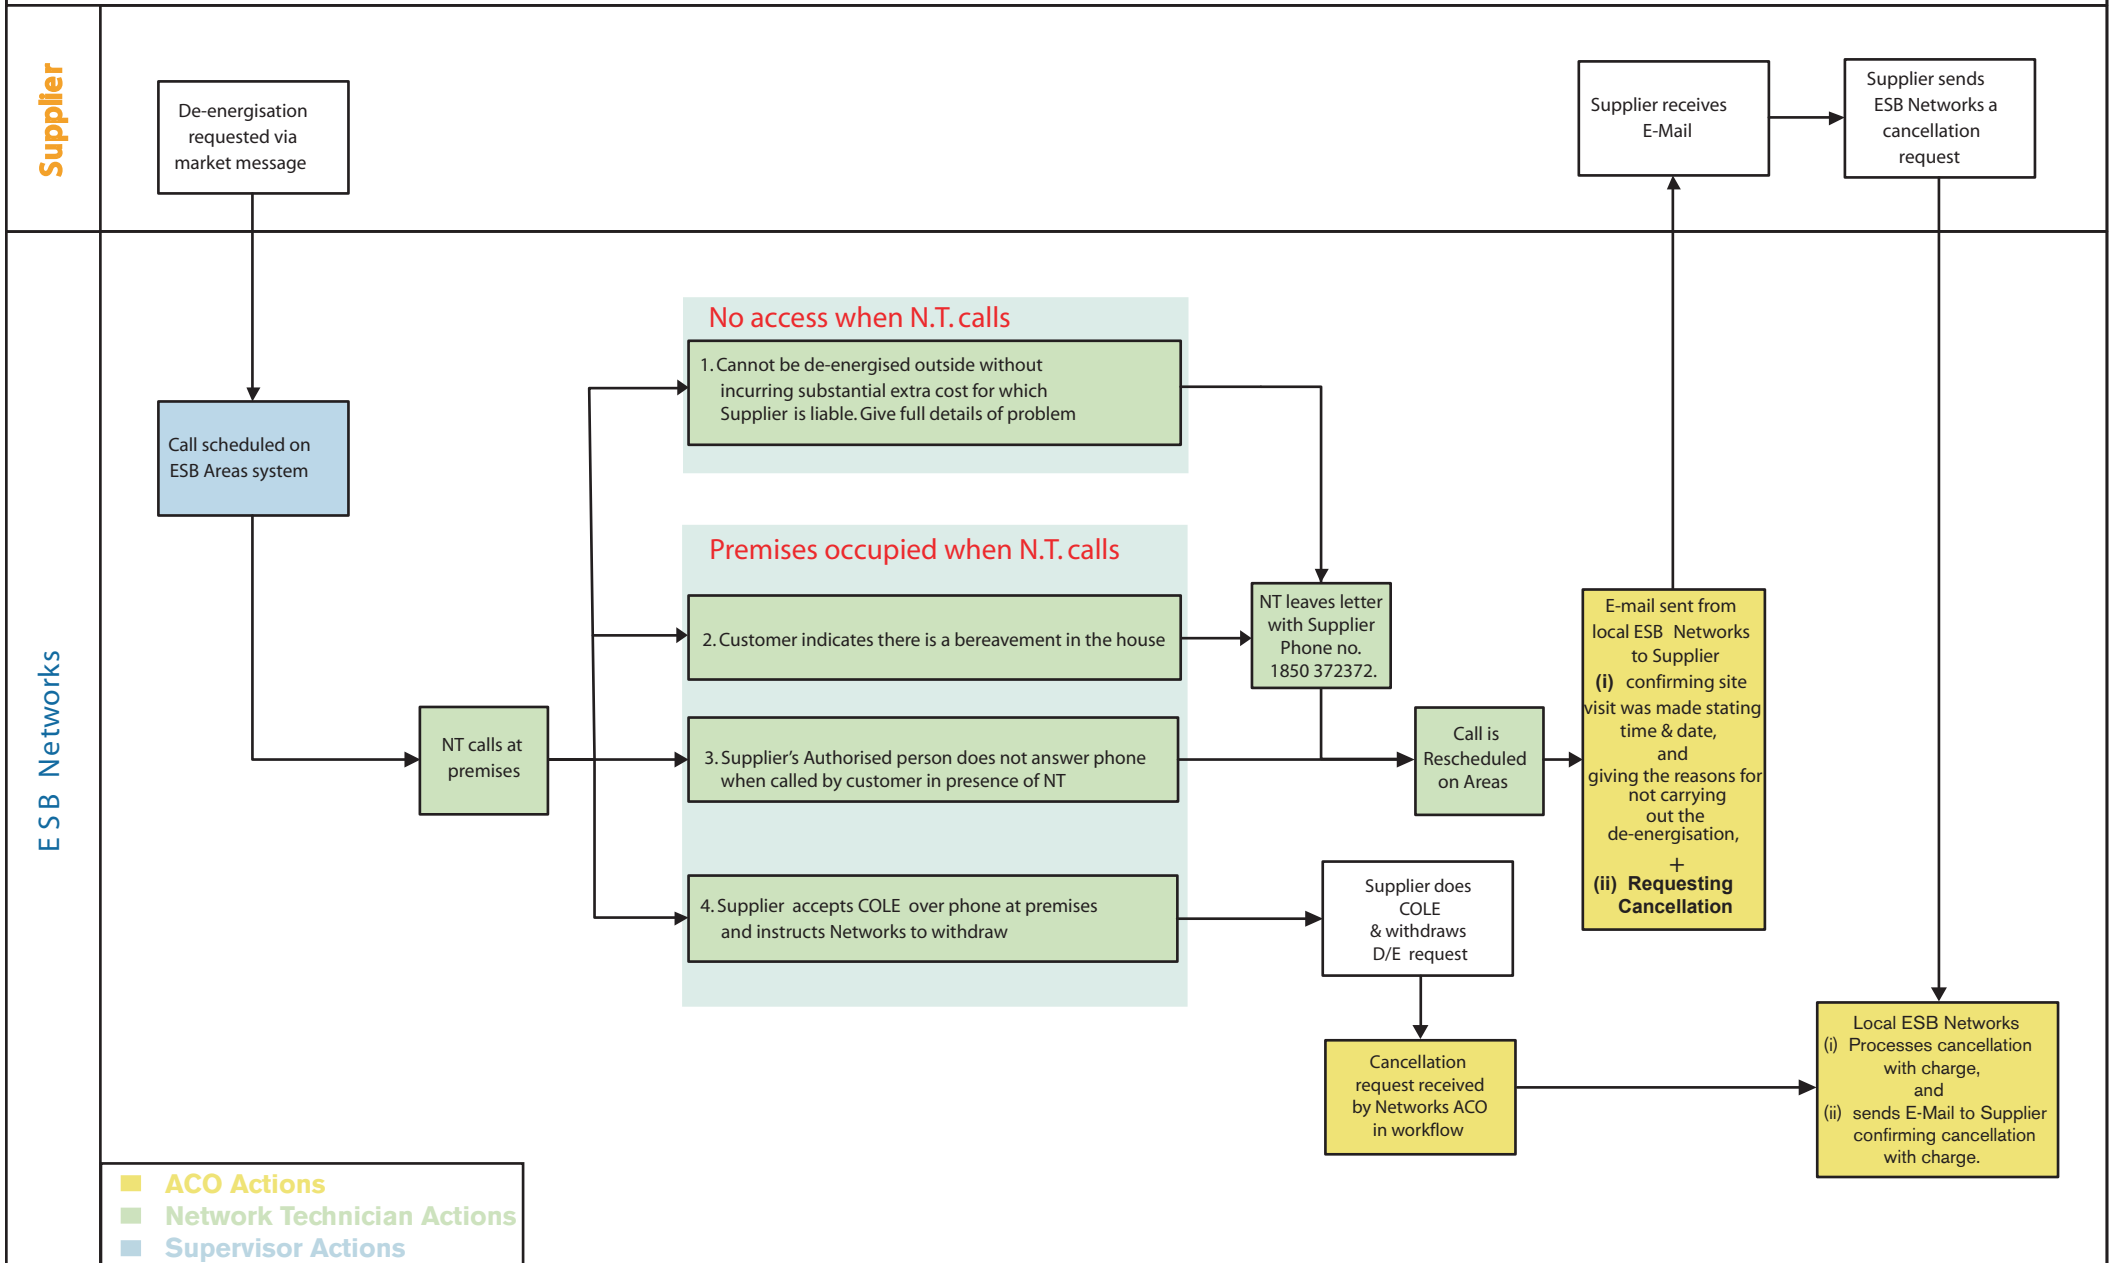 Supplier
De-energisation
requested via
market message
Supplier receives
E-Mail
Supplier sends
ESB Networks a
cancellation
request
ESB Networks
Call scheduled on
ESB Areas system
NT calls at
premises
No access when N.T. calls
1. Cannot be de-energised outside without
incurring substantial extra cost for which
Supplier is liable. Give full details of problem
Premises occupied when N.T. calls
2. Customer indicates there is a bereavement in the house
3. Supplier's Authorised person does not answer phone
when called by customer in presence of NT
4. Supplier accepts COLE over phone at premises
and instructs Networks to withdraw
NT leaves letter
with Supplier
Phone no.
1850 372372.
Call is
Rescheduled
on Areas
E-mail sent from
local ESB Networks
to Supplier
(i) confirming site
visit was made stating
time & date,
and
giving the reasons for
not carrying
out the
de-energisation,
+
(ii) Requesting
Cancellation
Supplier does
COLE
& withdraws
D/E request
Cancellation
request received
by Networks ACO
in workflow
Local ESB Networks
(i) Processes cancellation
with charge,
and
(ii) sends E-Mail to Supplier
confirming cancellation
with charge.
ACO Actions
Network Technician Actions
Supervisor Actions